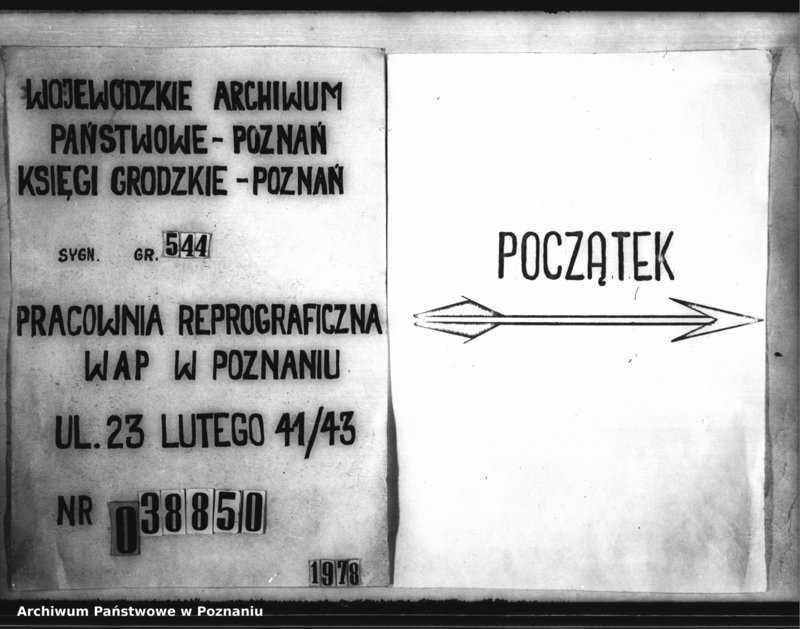 WOJEWÓDZKIE ARCHIWUM
PAŃSTWOWE - POZNAŃ
KSIĘGI GRODZKIE - POZNAŃ
SYGN. GR. 544
PRACOWNIA REPROGRAFICZNA
WAP W POZNANIU
UL. 23 LUTEGO 41/43
NR 038850
1978
POCZĄTEK
Archiwum Państwowe w Poznaniu